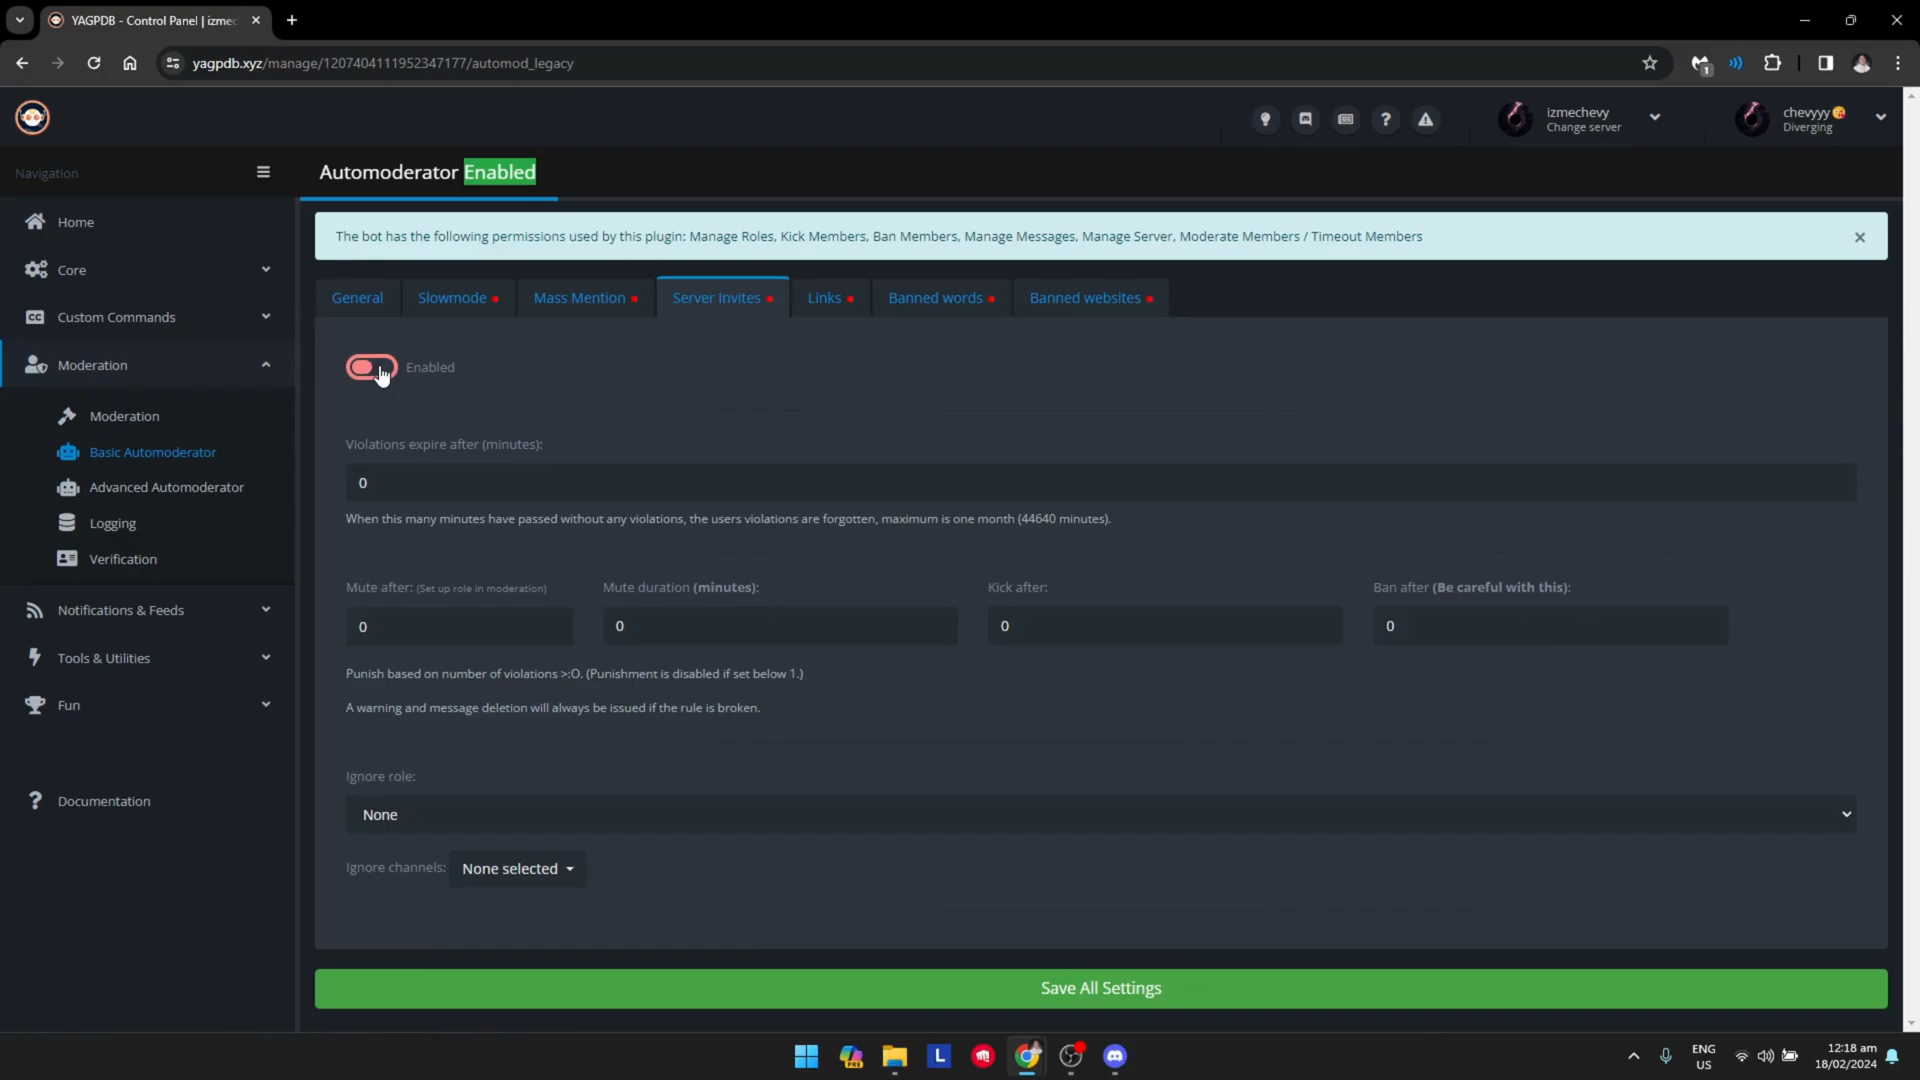 YAGPDB - Control Panel | izmec
yagpdb.xyz/manage/1207404111952347177/automod_legacy
1
izmechevy
Change server
chevyyy😘
Diverging
Navigation
Automoderator Enabled
Home
Core
CC Custom Commands
Moderation
Moderation
Basic Automoderator
Advanced Automoderator
Logging
Verification
Notifications & Feeds
Tools & Utilities
Fun
? Documentation
The bot has the following permissions used by this plugin: Manage Roles, Kick Members, Ban Members, Manage Messages, Manage Server, Moderate Members / Timeout Members
General
Slowmode
Mass Mention
Server Invites
Links
Banned words
Banned websites
Enabled
Violations expire after (minutes):
0
When this many minutes have passed without any violations, the users violations are forgotten, maximum is one month (44640 minutes).
Mute after: (Set up role in moderation)
Mute duration (minutes):
Kick after:
Ban after (Be careful with this):
0
0
0
0
Punish based on number of violations >:O. (Punishment is disabled if set below 1.)
A warning and message deletion will always be issued if the rule is broken.
Ignore role:
None
Ignore channels: None selected
Save All Settings
PRE
L
ENG
US
12:18 am
18/02/2024